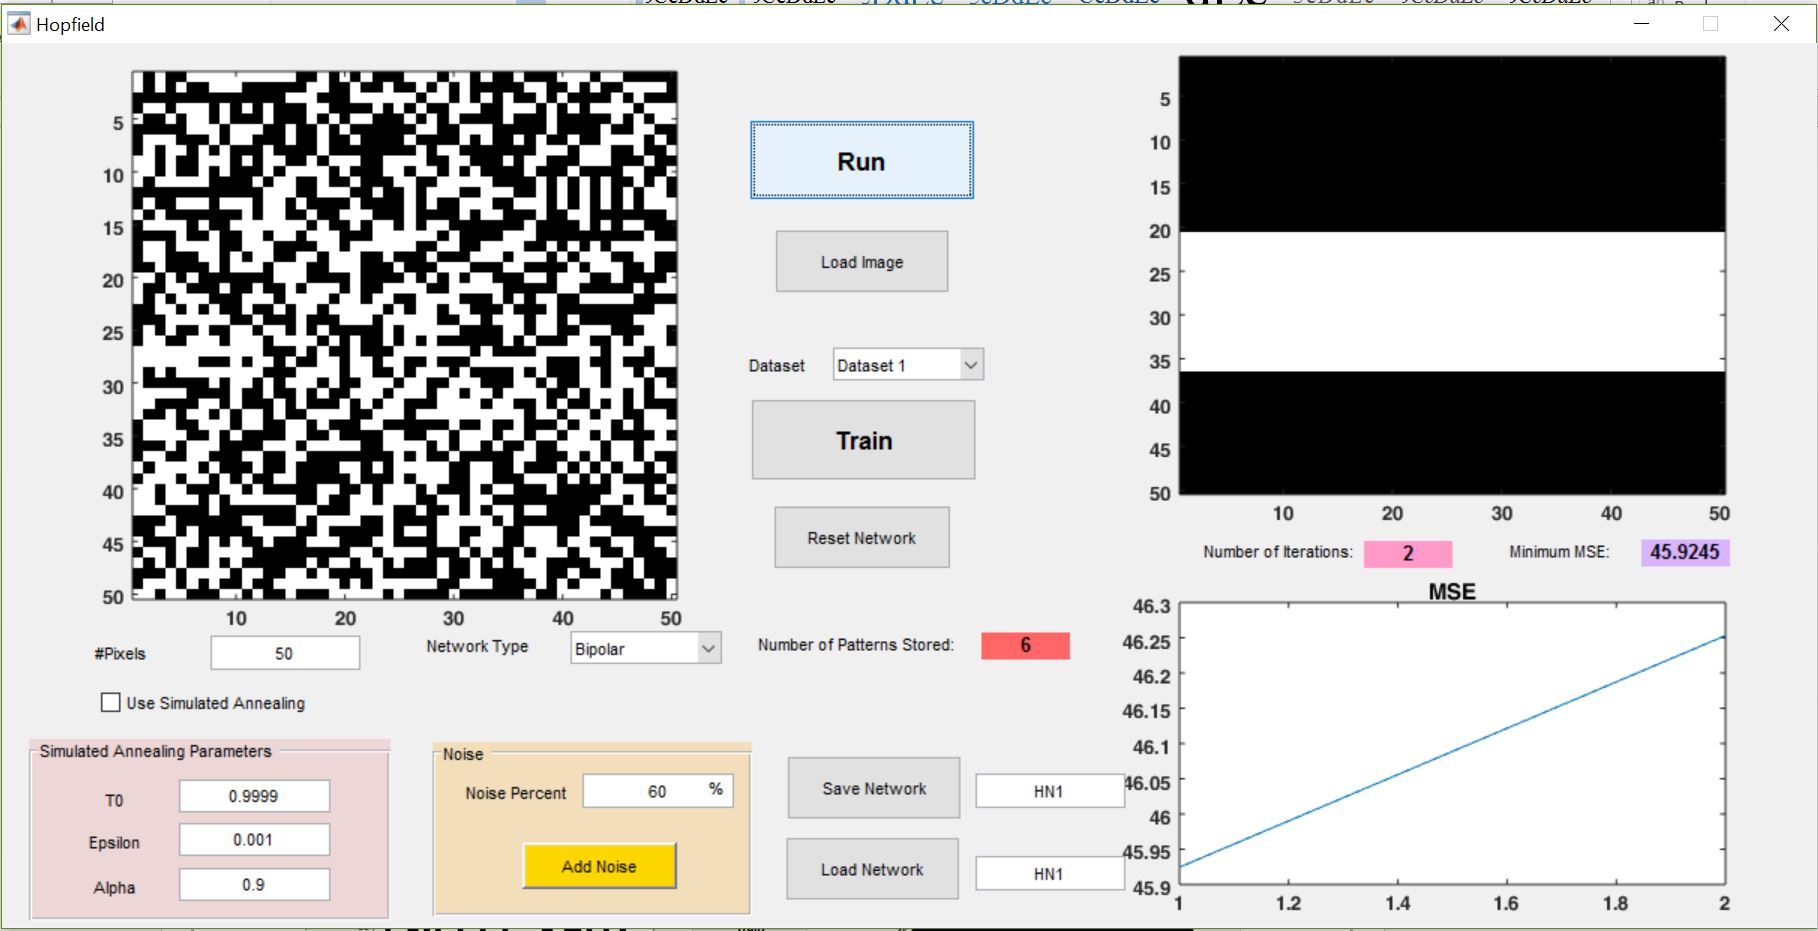 Hopfield
5
10
15
20
25
30
35
40
45
50
10 20 30 40 50
Run
Load Image
Dataset Dataset 1
Train
Reset Network
5
10
15
20
25
30
35
40
45
50
10 20 30 40 50
Number of Iterations: 2 Minimum MSE: 45.9245
MSE
46.3
46.25
46.2
46.15
46.1
46.05
46
45.95
45.9
1 1.2 1.4 1.6 1.8 2
#Pixels 50 Network Type Bipolar Number of Patterns Stored: 6
Use Simulated Annealing
Simulated Annealing Parameters
T0 0.9999
Epsilon 0.001
Alpha 0.9
Noise
Noise Percent 60 %
Add Noise
Save Network HN1
Load Network HN1